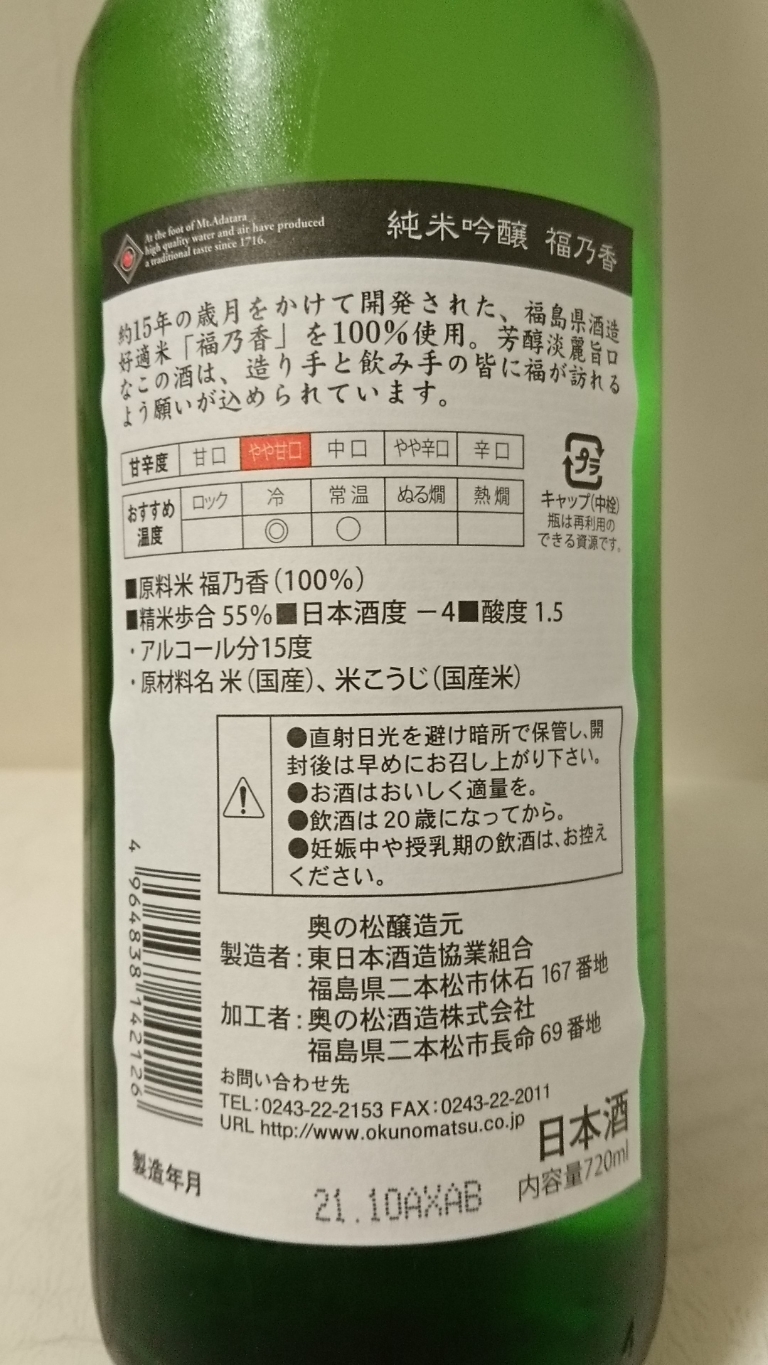 At the foot of Mt.Adatara
high quality water and air have produced
a traditional taste since 1716.
純米吟醸 福乃香
約15年の歳月をかけて開発された、福島県酒造
好適米「福乃香」を100%使用。芳醇淡麗旨口
なこの酒は、造り手と飲み手の皆に福が訪れる
よう願いが込められています。
甘辛度 甘口 やや甘口 中口 やや辛口 辛口
おすすめ温度 ロック 冷 常温 ぬる燗 熱燗
◎ ○
プラ
キャップ(中栓)
瓶は再利用の
できる資源です。
■原料米 福乃香(100%)
■精米歩合 55%■日本酒度 -4■酸度 1.5
・アルコール分15度
・原材料名 米(国産)、米こうじ(国産米)
●直射日光を避け暗所で保管し、開
封後は早めにお召し上がり下さい。
●お酒はおいしく適量を。
●飲酒は20歳になってから。
●妊娠中や授乳期の飲酒は、お控え
ください。
4 964838 142126
奥の松醸造元
製造者:東日本酒造協業組合
福島県二本松市休石 167番地
加工者:奥の松酒造株式会社
福島県二本松市長命 69番地
お問い合わせ先
TEL:0243-22-2153 FAX:0243-22-2011
URL http://www.okunomatsu.co.jp
日本酒
内容量720ml
製造年月
21.10AXAB